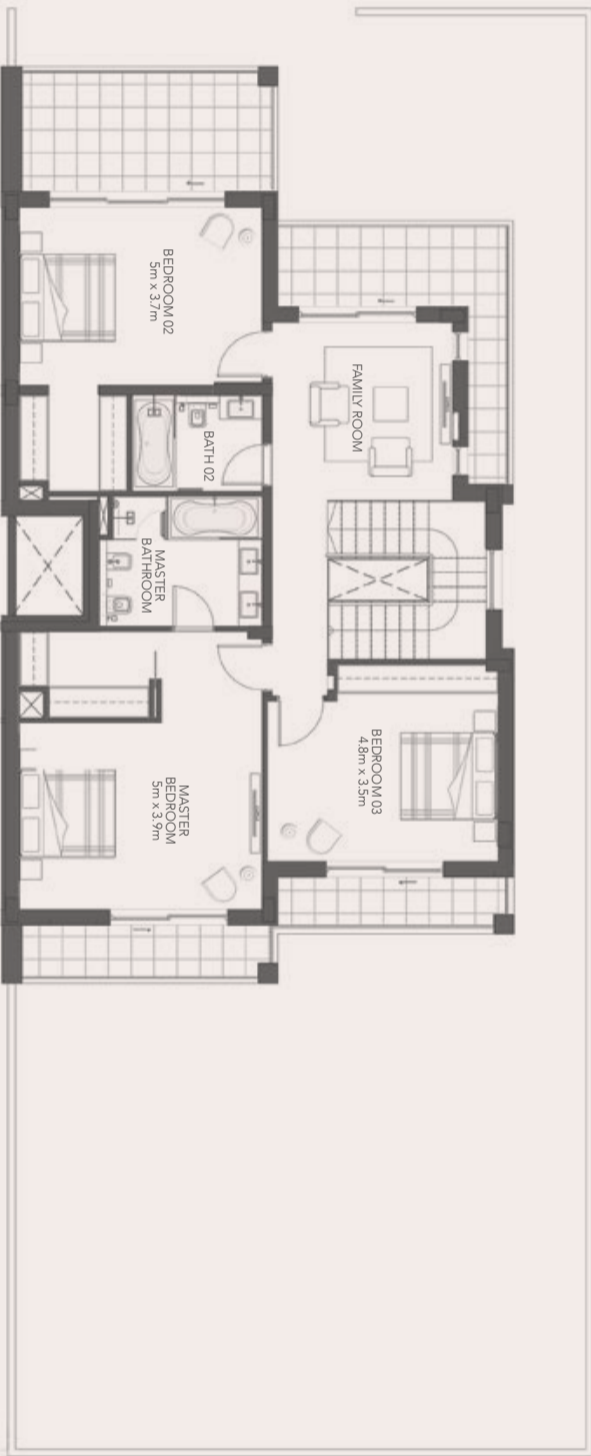 BEDROOM 02
5m x 3.7m
FAMILY ROOM
BATH 02
MASTER
BATHROOM
BEDROOM 03
4.8m x 3.5m
MASTER
BEDROOM
5m x 3.9m